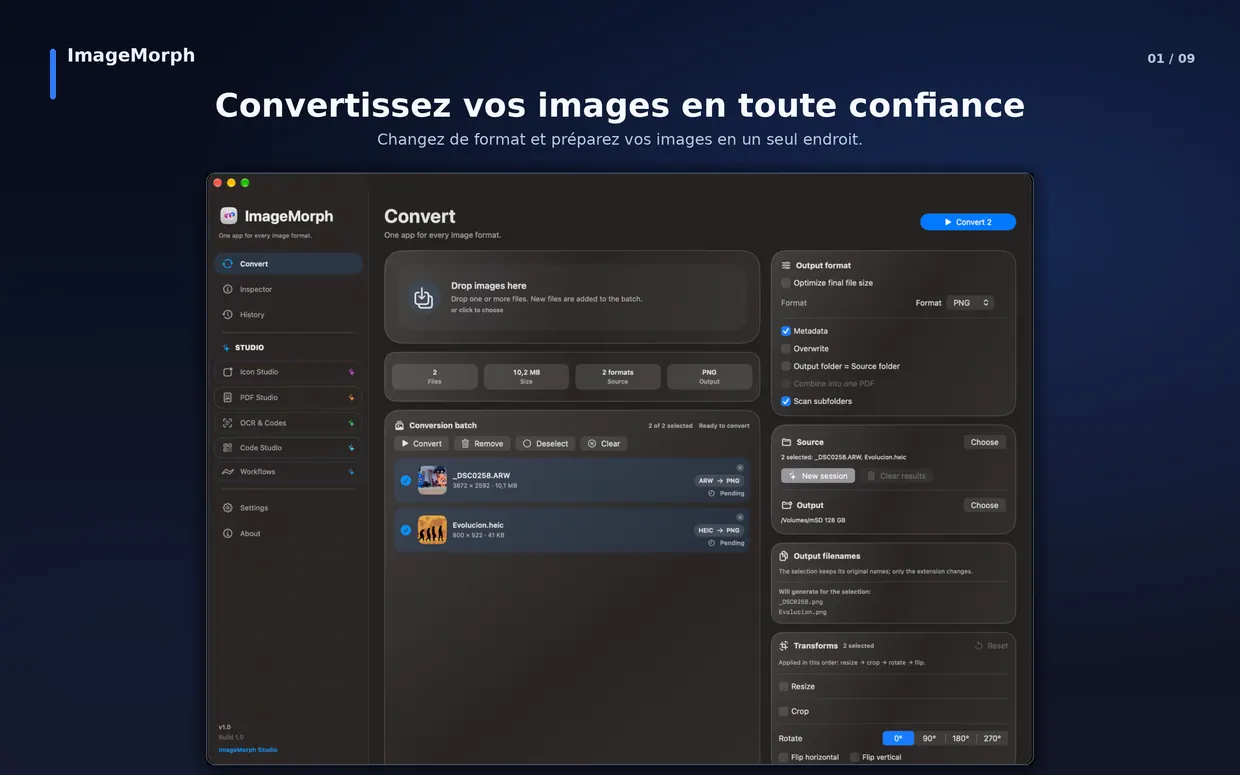 ImageMorph
01 / 09
Convertissez vos images en toute confiance
Changez de format et préparez vos images en un seul endroit.
ImageMorph
One app for every image format.
Convert
Inspector
History
STUDIO
Icon Studio
PDF Studio
OCR & Codes
Code Studio
Workflows
Settings
About
v1.0
Build 1.0
ImageMorph Studio
Convert
One app for every image format.
Convert 2
Drop images here
Drop one or more files. New files are added to the batch.
or click to choose
2
Files
10,2 MB
Size
2 formats
Source
PNG
Output
Conversion batch
2 of 2 selected Ready to convert
Convert Remove Deselect Clear
_DSC0258.ARW
3872 × 2592 · 10,1 MB
ARW → PNG
Pending
Evolucion.heic
800 × 522 · 41 KB
HEIC → PNG
Pending
Output format
Optimize final file size
Format Format PNG
Metadata
Overwrite
Output folder = Source folder
Combine into one PDF
Scan subfolders
Source Choose
2 selected: _DSC0258.ARW, Evolucion.heic
New session Clear results
Output Choose
/Volumes/mSD 128 GB
Output filenames
The selection keeps its original names; only the extension changes.
Will generate for the selection:
_DSC0258.png
Evolucion.png
Transforms 2 selected Reset
Applied in this order: resize → crop → rotate → flip.
Resize
Crop
Rotate 0° 90° 180° 270°
Flip horizontal Flip vertical